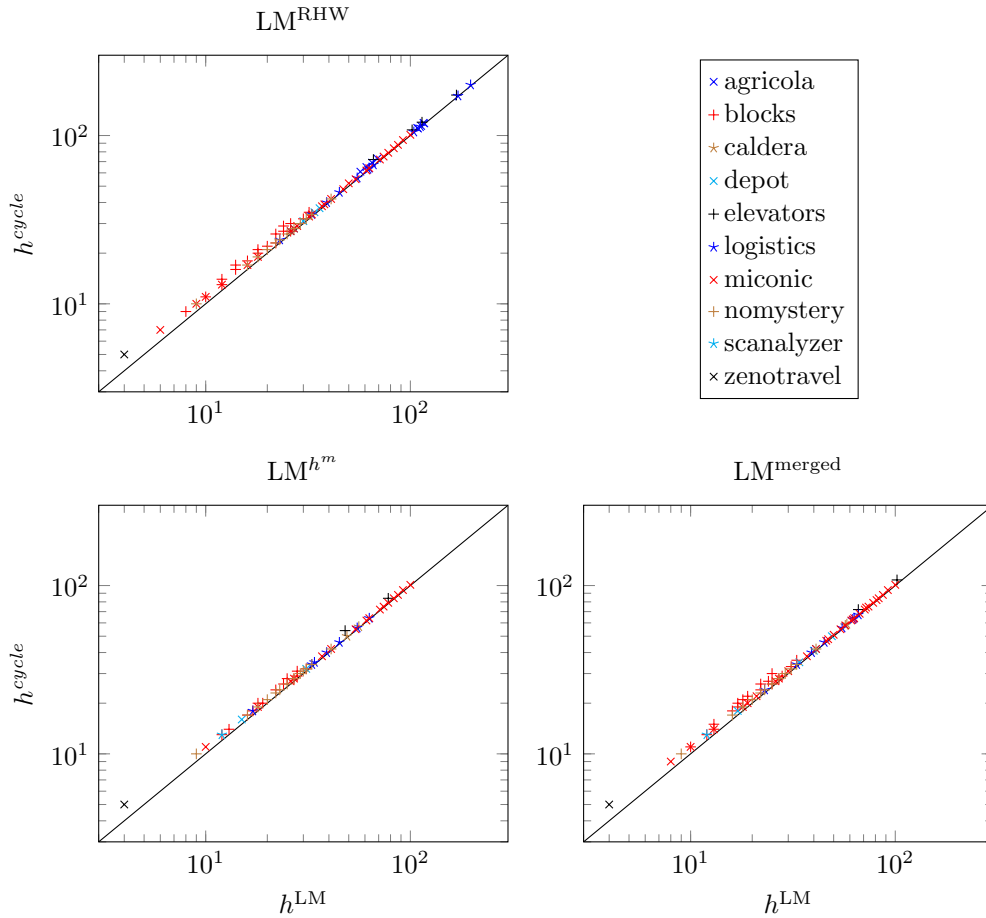 LM^RHW
10^2
10^1
h^cycle
10^1 10^2
agricola
blocks
caldera
depot
elevators
logistics
miconic
nomystery
scanalyzer
zenotravel
LM^h^m
10^2
10^1
h^cycle
10^1 10^2
h^LM
LM^merged
10^2
10^1
h^cycle
10^1 10^2
h^LM